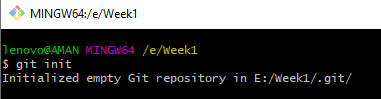 MINGW64:/e/Week1
lenovo@AMAN MINGW64 /e/Week1
$ git init
Initialized empty Git repository in E:/Week1/.git/